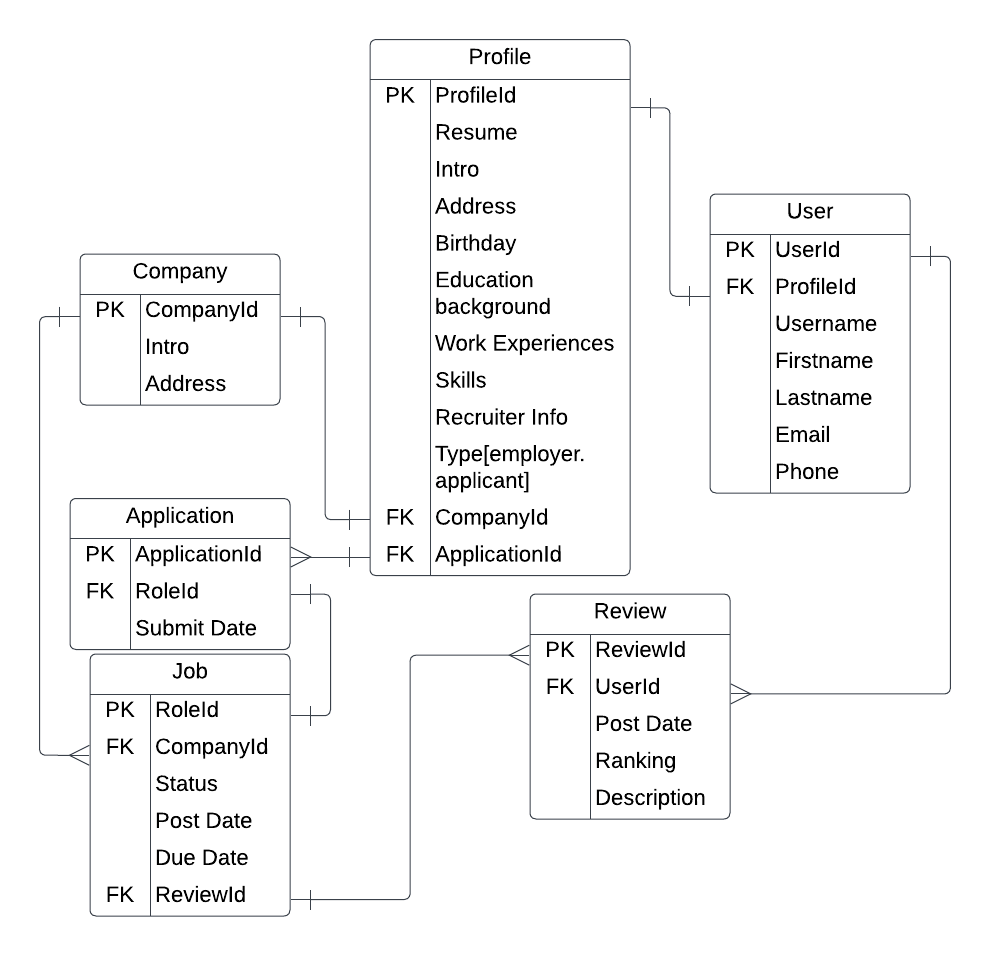 Profile
PK ProfileId
Resume
Intro
Address
Birthday
Education
background
Work Experiences
Skills
Recruiter Info
Type[employer.
applicant]
FK CompanyId
FK ApplicationId
User
PK UserId
FK ProfileId
Username
Firstname
Lastname
Email
Phone
Company
PK CompanyId
Intro
Address
Application
PK ApplicationId
FK RoleId
Submit Date
Job
PK RoleId
FK CompanyId
Status
Post Date
Due Date
FK ReviewId
Review
PK ReviewId
FK UserId
Post Date
Ranking
Description